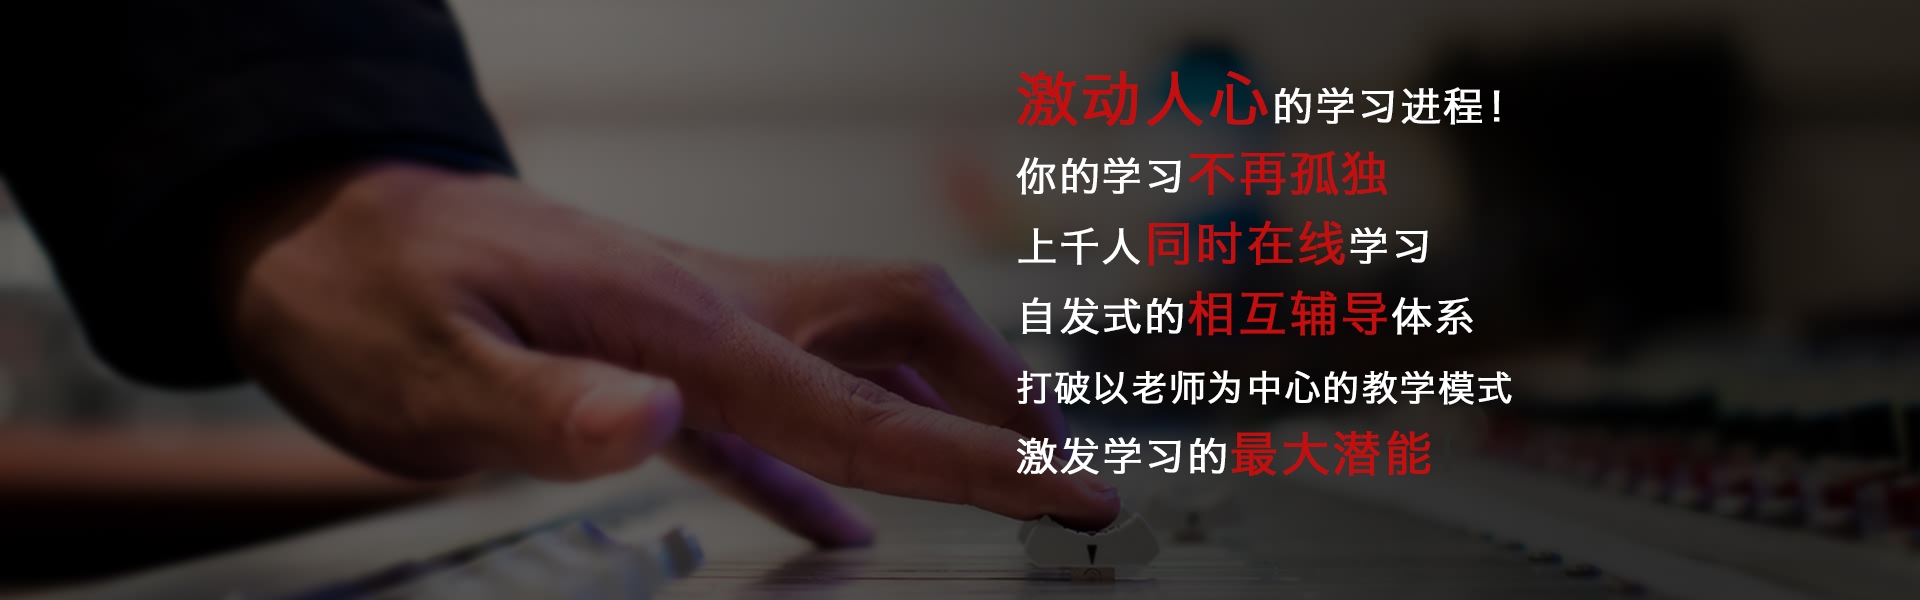 激动人心的学习进程！
你的学习不再孤独
上千人同时在线学习
自发式的相互辅导体系
打破以老师为中心的教学模式
激发学习的最大潜能